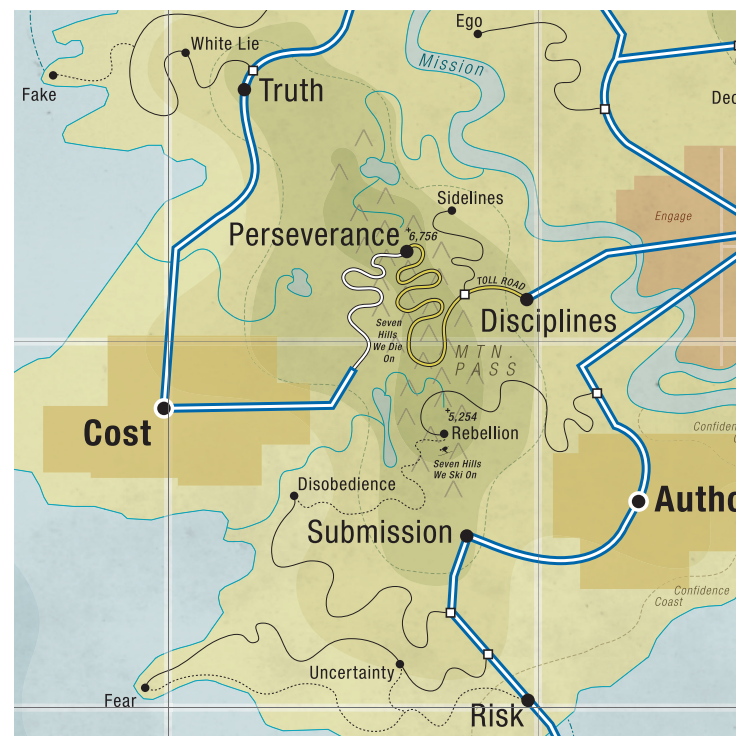 Ego
White Lie
Mission
Fake
Truth
Dec
Sidelines
Engage
Perseverance
6,756
TOLL ROAD
Disciplines
Seven
Hills
We Die
On
MTN.
PASS
5,254
Cost
Rebellion
Confiden
C
Seven Hills
We Ski On
Disobedience
Autho
Submission
Confidence
Coast
Uncertainty
Fear
Risk